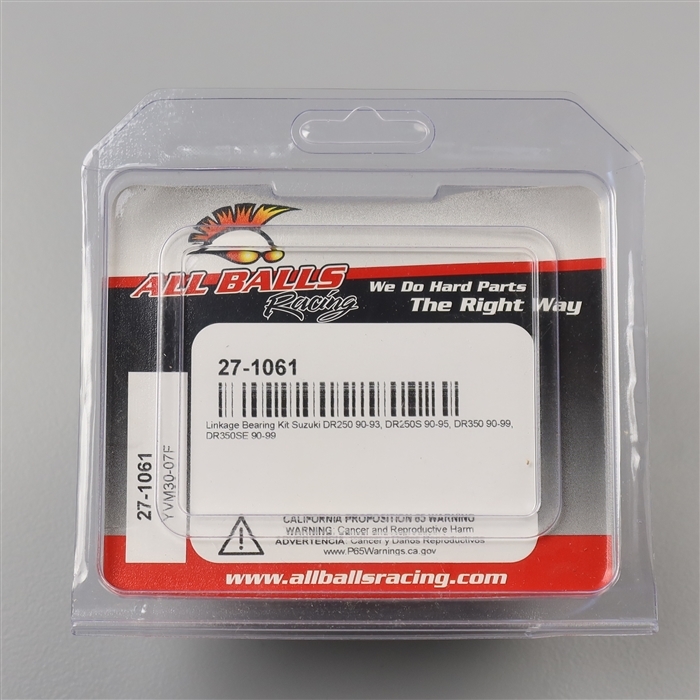 ALL BALLS
Racing
We Do Hard Parts
The Right Way
27-1061
Linkage Bearing Kit Suzuki DR250 90-93, DR250S 90-95, DR350 90-99,
DR350SE 90-99
27-1061
YVM30-07F
CALIFORNIA PROPOSITION 65 WARNING
WARNING: Cancer and Reproductive Harm
ADVERTENCIA: Cancer y Daños Reproductivos
www.P65Warnings.ca.gov
www.allballsracing.com